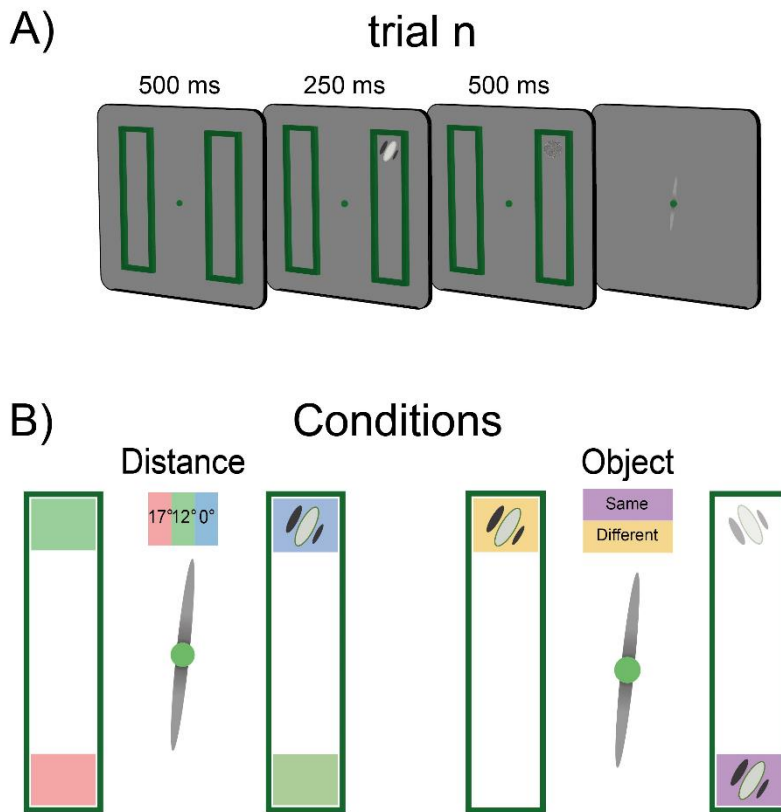 A)
trial n
500 ms 250 ms 500 ms
B)
Conditions
Distance Object
17° 12° 0° Same
Different